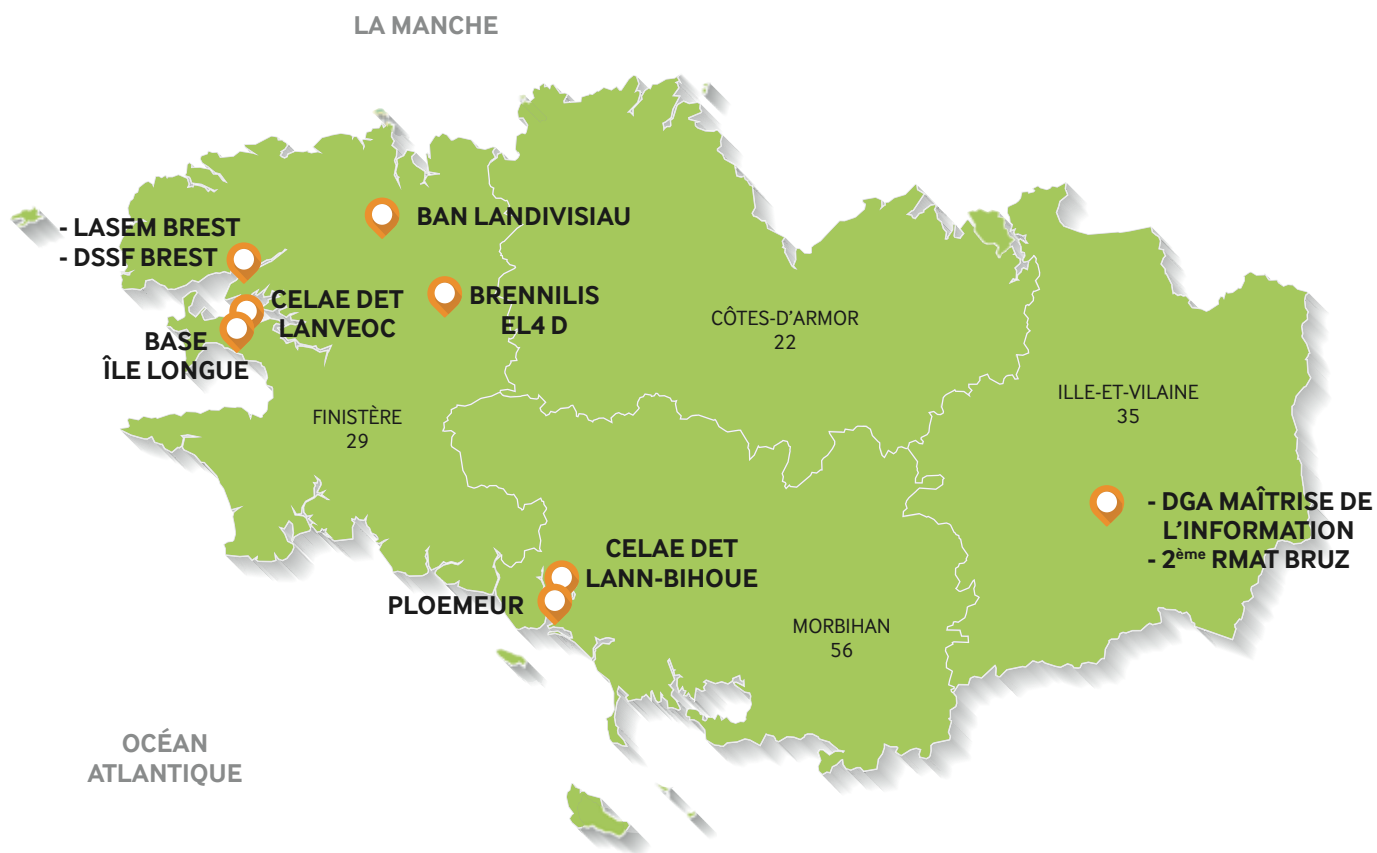 LA MANCHE
- LASEM BREST
- DSSF BREST
BAN LANDIVISIAU
CELAE DET
LANVEOC
BRENNILIS
EL4 D
BASE
ÎLE LONGUE
CÔTES-D'ARMOR
22
FINISTÈRE
29
ILLE-ET-VILAINE
35
- DGA MAÎTRISE DE
L'INFORMATION
- 2ème RMAT BRUZ
CELAE DET
LANN-BIHOUE
PLOEMEUR
MORBIHAN
56
OCÉAN
ATLANTIQUE